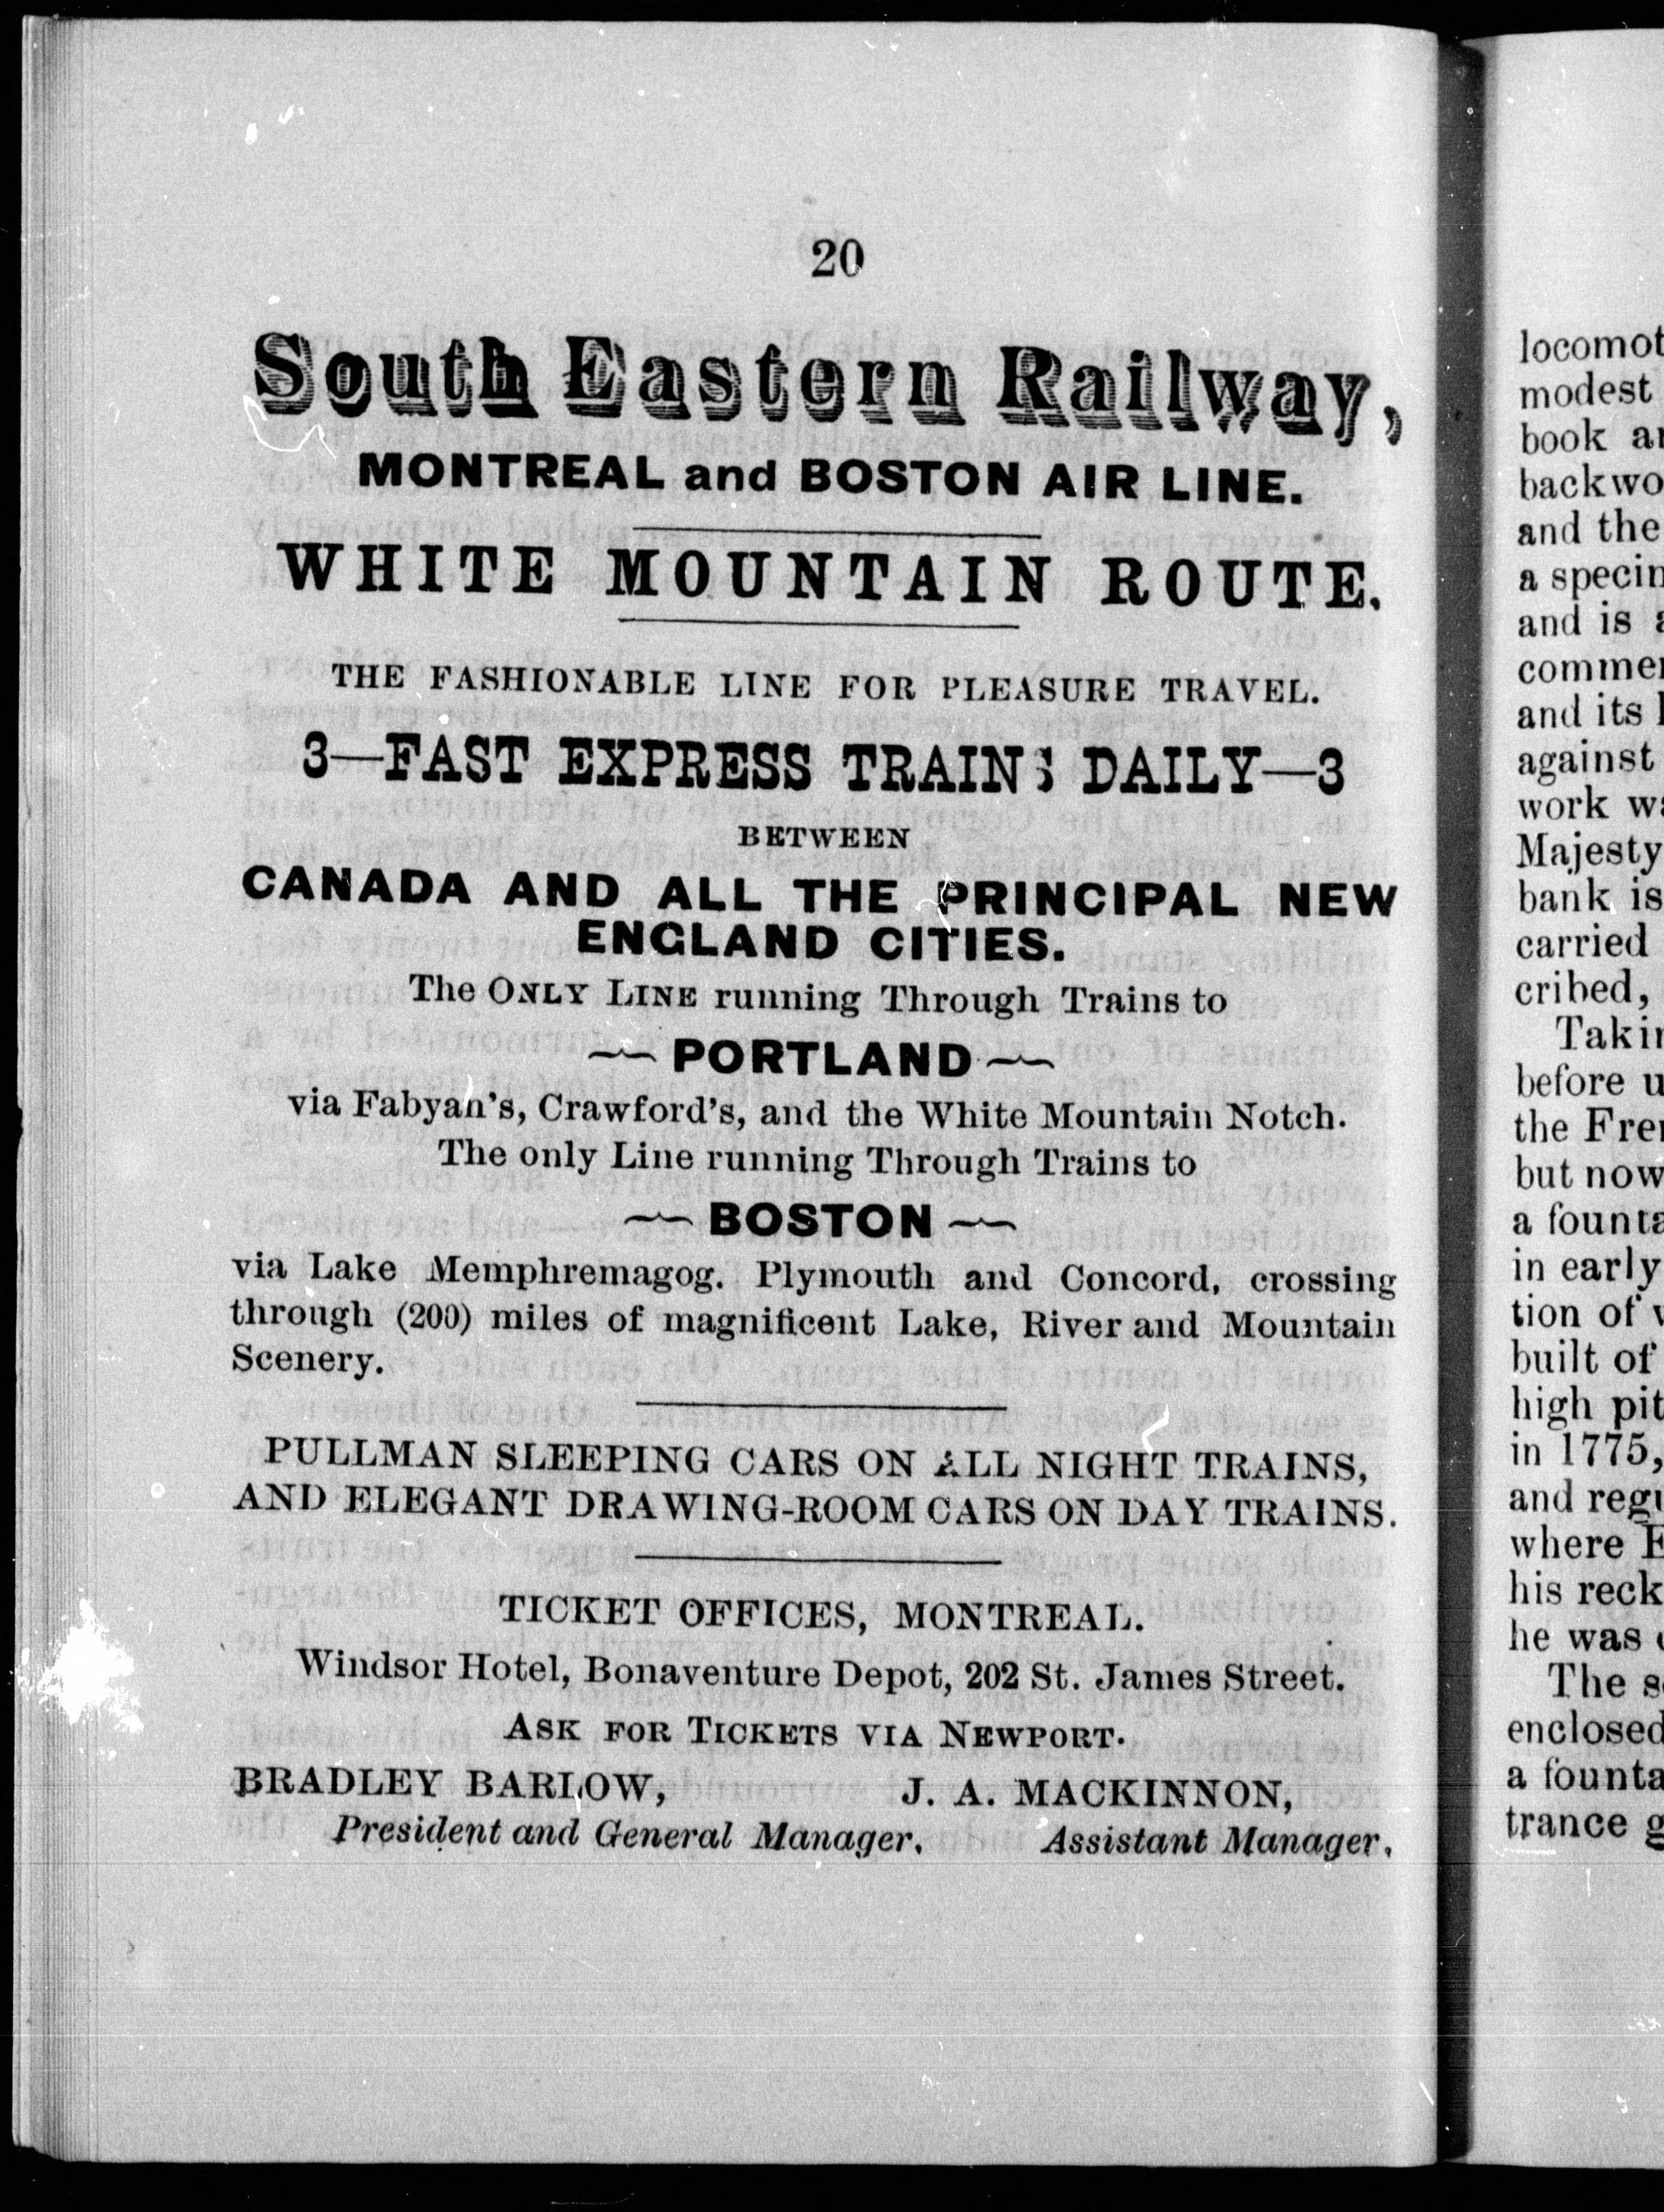 20
South Eastern Railway,
MONTREAL and BOSTON AIR LINE.
WHITE MOUNTAIN ROUTE.
THE FASHIONABLE LINE FOR PLEASURE TRAVEL.
3—FAST EXPRESS TRAINS DAILY—3
BETWEEN
CANADA AND ALL THE PRINCIPAL NEW
ENGLAND CITIES.
The ONLY LINE running Through Trains to
PORTLAND
via Fabyan's, Crawford's, and the White Mountain Notch.
The only Line running Through Trains to
BOSTON
via Lake Memphremagog. Plymouth and Concord, crossing
through (200) miles of magnificent Lake, River and Mountain
Scenery.
PULLMAN SLEEPING CARS ON ALL NIGHT TRAINS,
AND ELEGANT DRAWING-ROOM CARS ON DAY TRAINS.
TICKET OFFICES, MONTREAL.
Windsor Hotel, Bonaventure Depot, 202 St. James Street.
ASK FOR TICKETS VIA NEWPORT.
BRADLEY BARLOW, J. A. MACKINNON,
President and General Manager. Assistant Manager.
locomot
modest
book
backwo
and the
a specim
and is
commer
and its
against
work
Majesty
bank is
carried
cribed,
Takin
before
the Fre
but now
a founta
in early
tion of
built of
high pit
in 1775,
and regu
where
his reck
he was
The
enclosed
a founta
trance